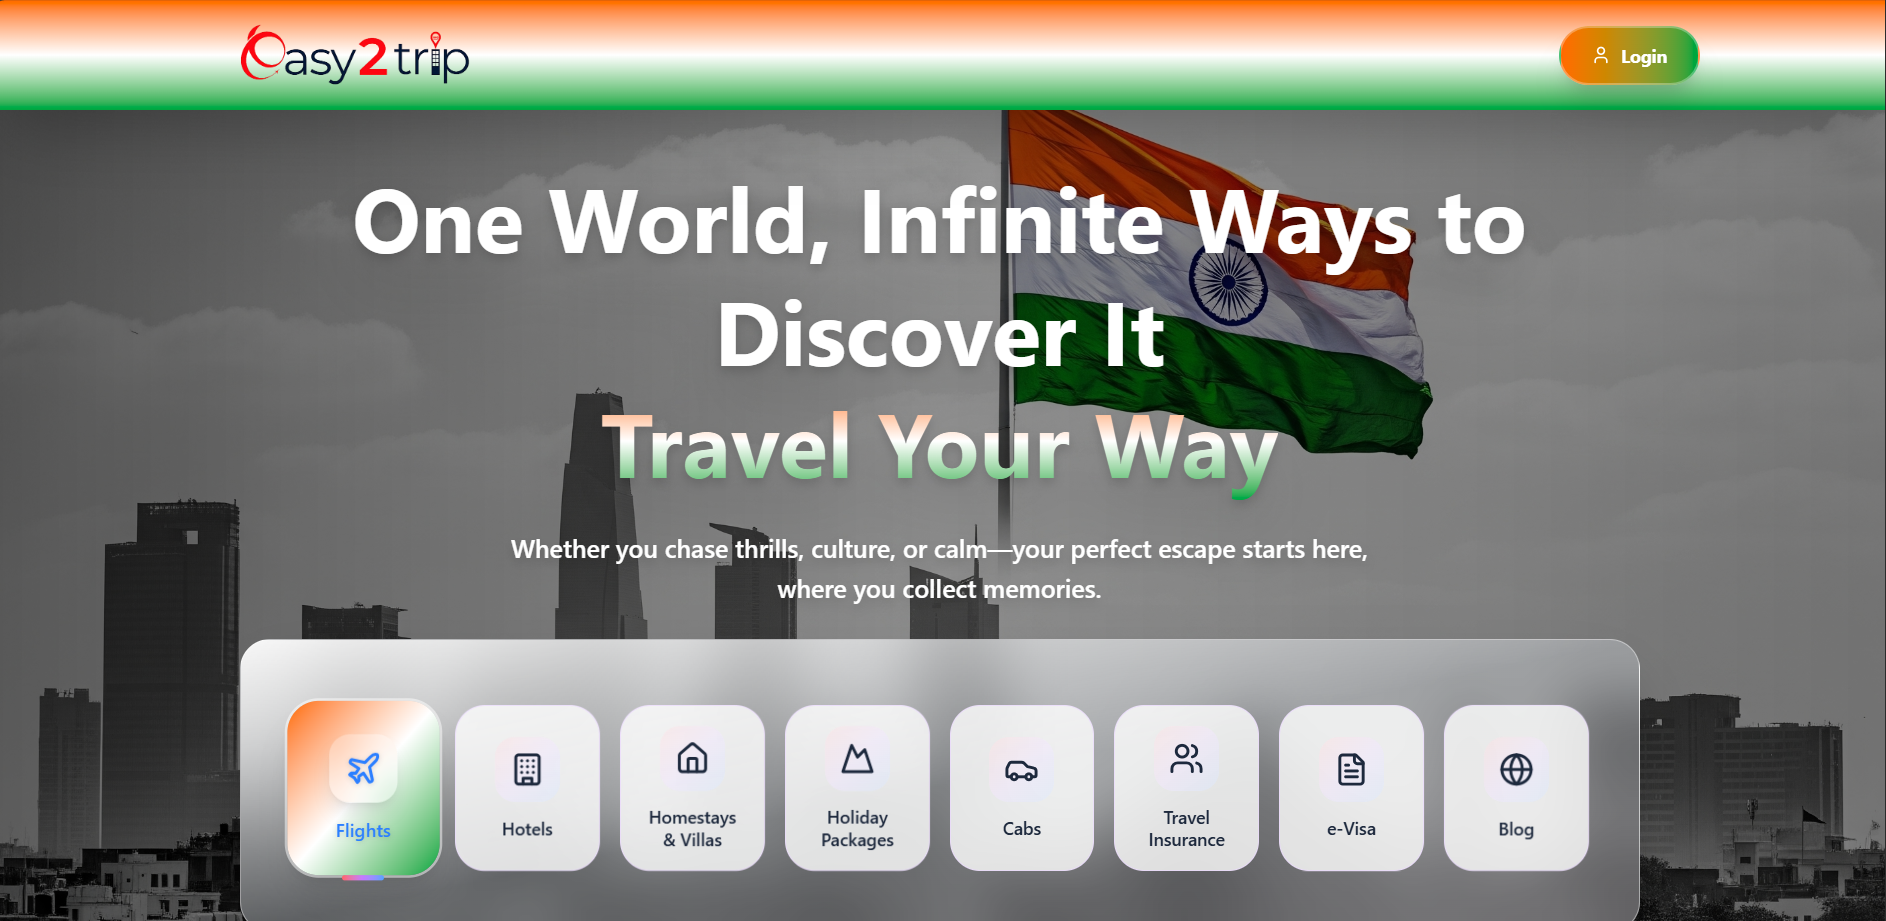 easy2trip
Login
One World, Infinite Ways to
Discover It
Travel Your Way
Whether you chase thrills, culture, or calm—your perfect escape starts here,
where you collect memories.
Flights
Hotels
Homestays
& Villas
Holiday
Packages
Cabs
Travel
Insurance
e-Visa
Blog